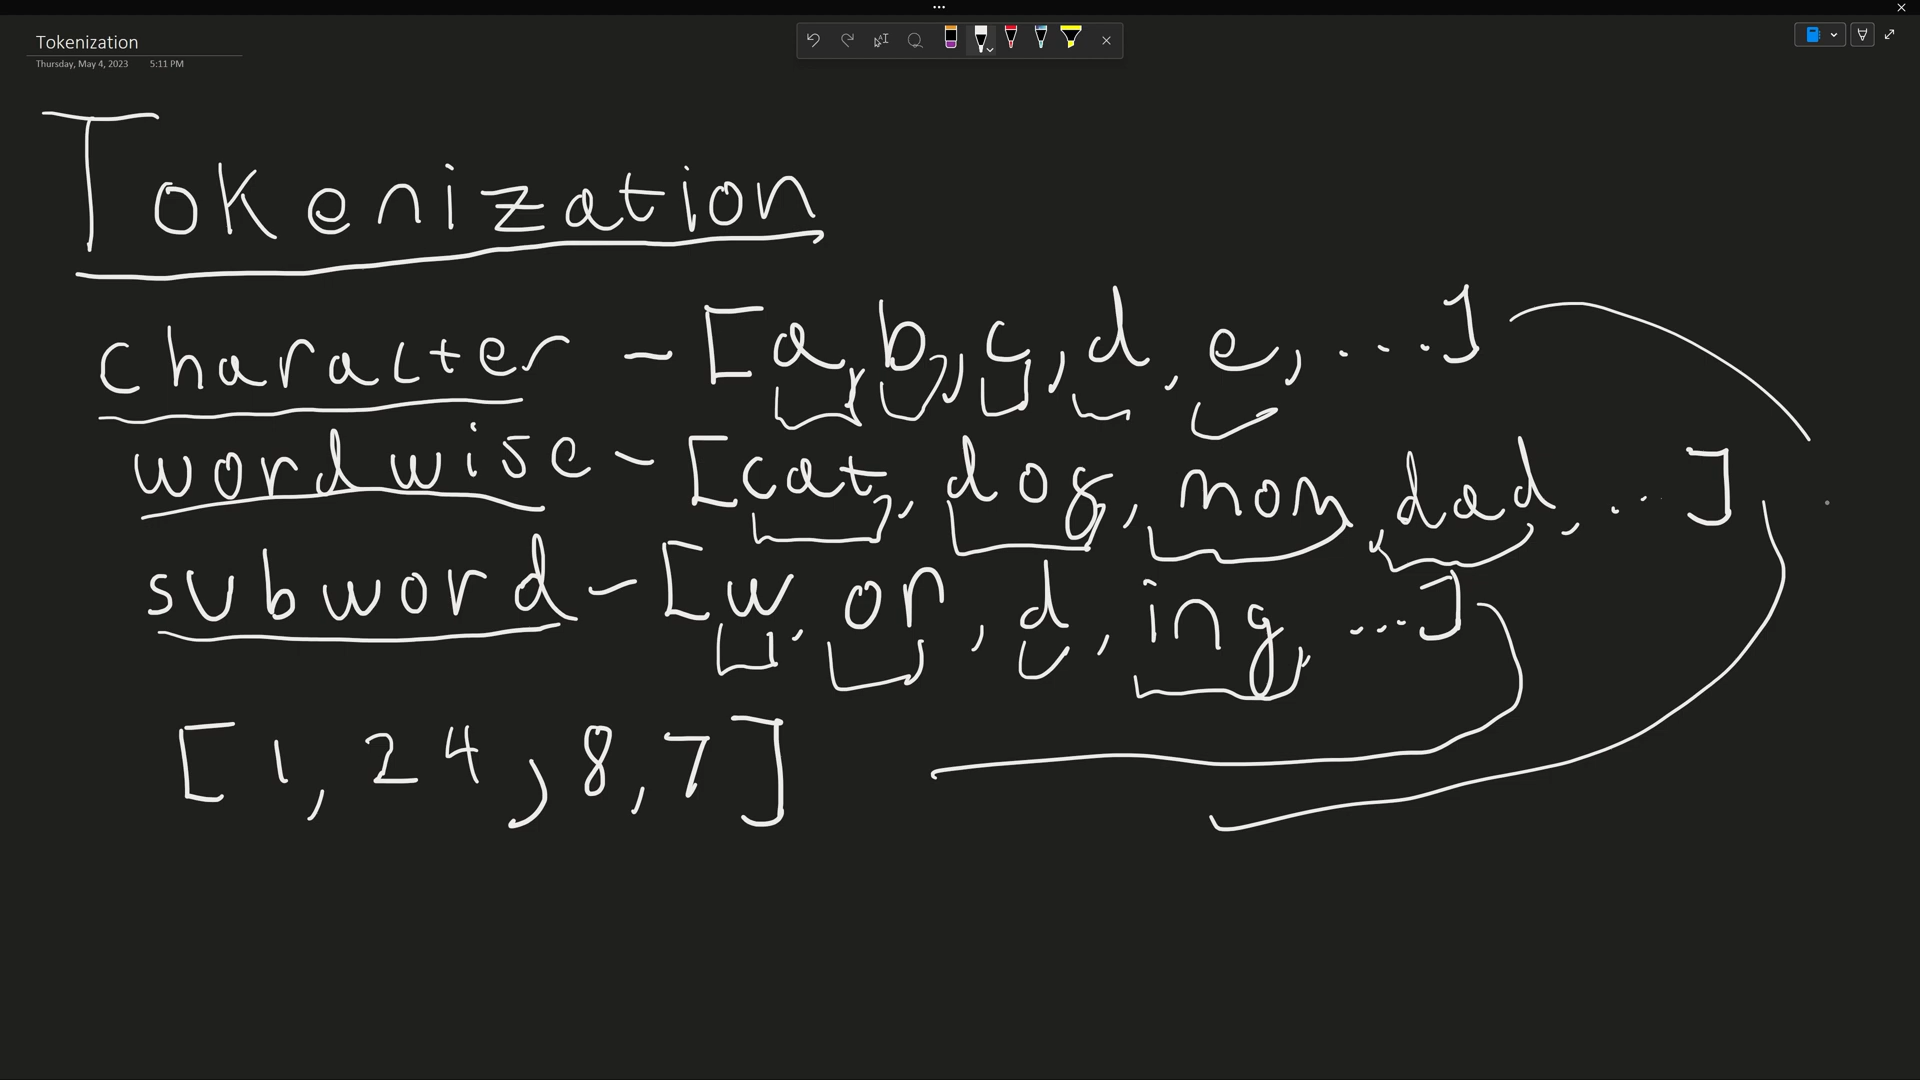 Tokenization
Thursday, May 4, 2023 5:11 PM
Tokenization
character - [a, b, c, d, e, ...]
wordwise - [cat, dog, mom, dad, ...]
subword - [w, or, d, ing, ...]
[1, 24, 8, 7]